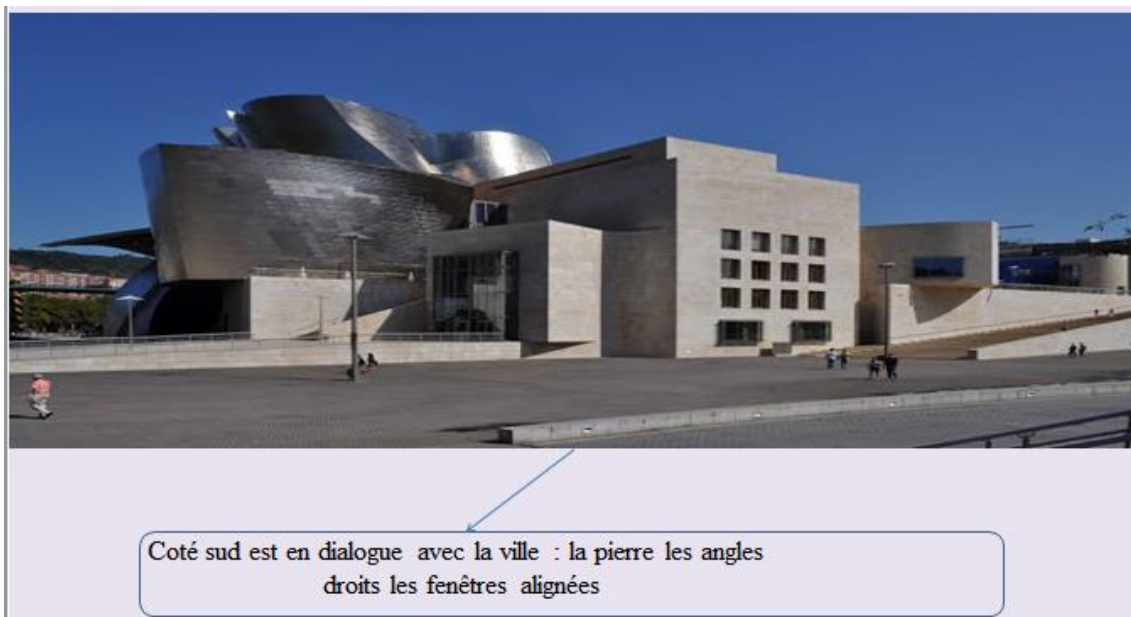 Coté sud est en dialogue avec la ville : la pierre les angles
droits les fenêtres alignées